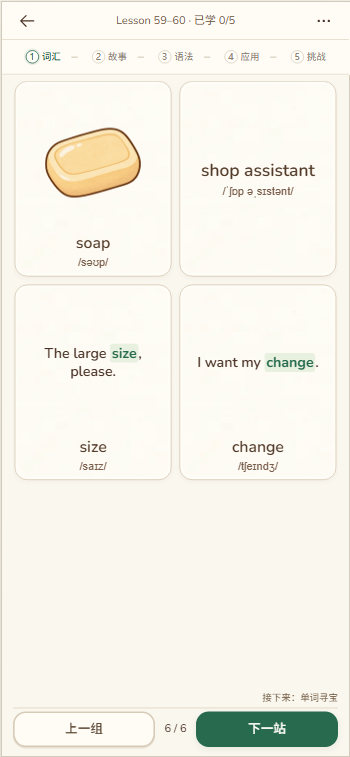 Lesson 59–60 · 已学 0/5
1 词汇 – 2 故事 – 3 语法 – 4 应用 – 5 挑战
soap
/səʊp/
shop assistant
/ˈʃɒp əˌsɪstənt/
The large size,
please.
size
/saɪz/
I want my change.
change
/tʃeɪndʒ/
接下来：单词寻宝
上一组
6 / 6
下一站